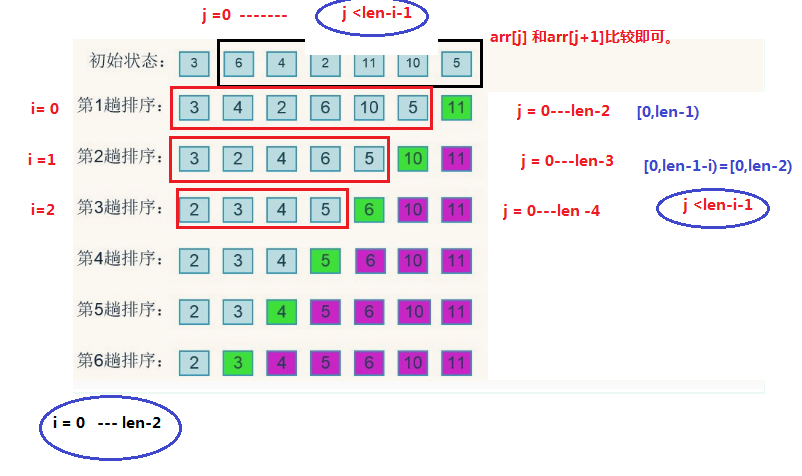 j =0 ------- j <len-i-1
arr[j] 和arr[j+1]比较即可。
初始状态: 3 6 4 2 11 10 5
i= 0 第1趟排序: 3 4 2 6 10 5 11 j = 0---len-2 [0,len-1)
i =1 第2趟排序: 3 2 4 6 5 10 11 j = 0---len-3 [0,len-1-i)=[0,len-2)
i=2 第3趟排序: 2 3 4 5 6 10 11 j = 0---len -4 j <len-i-1
第4趟排序: 2 3 4 5 6 10 11
第5趟排序: 2 3 4 5 6 10 11
第6趟排序: 2 3 4 5 6 10 11
i = 0 --- len-2